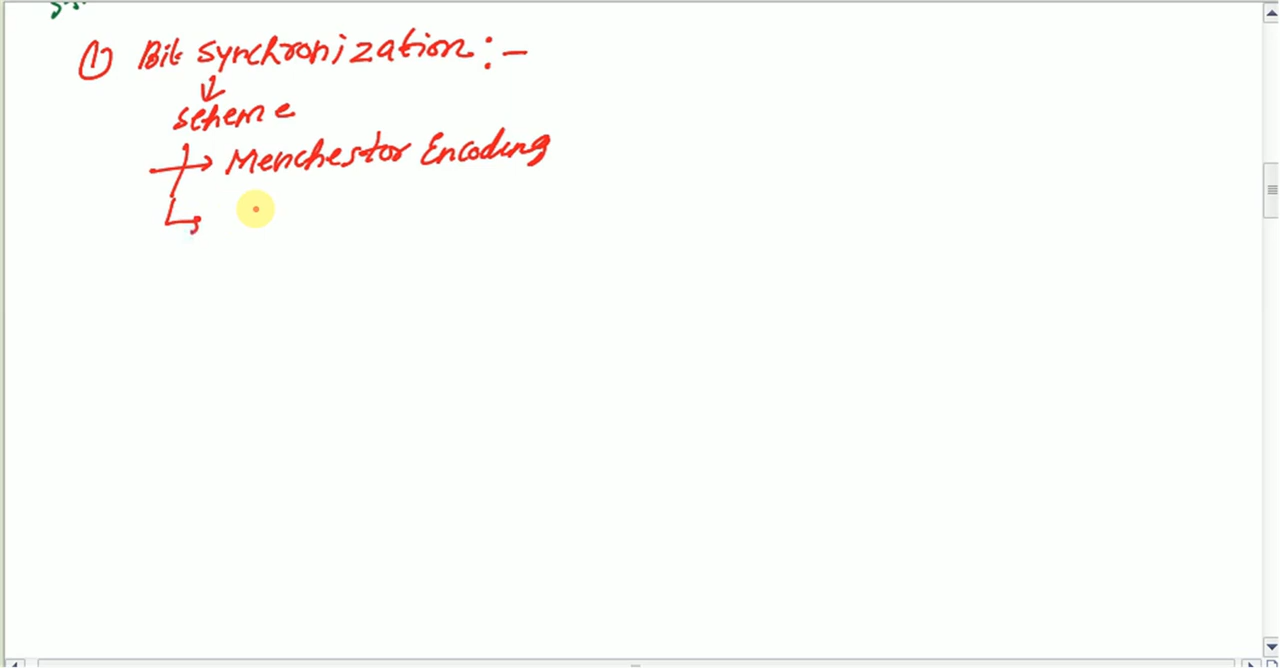 ① Bit synchronization :-
↓
scheme
→ Menchestor Encoding